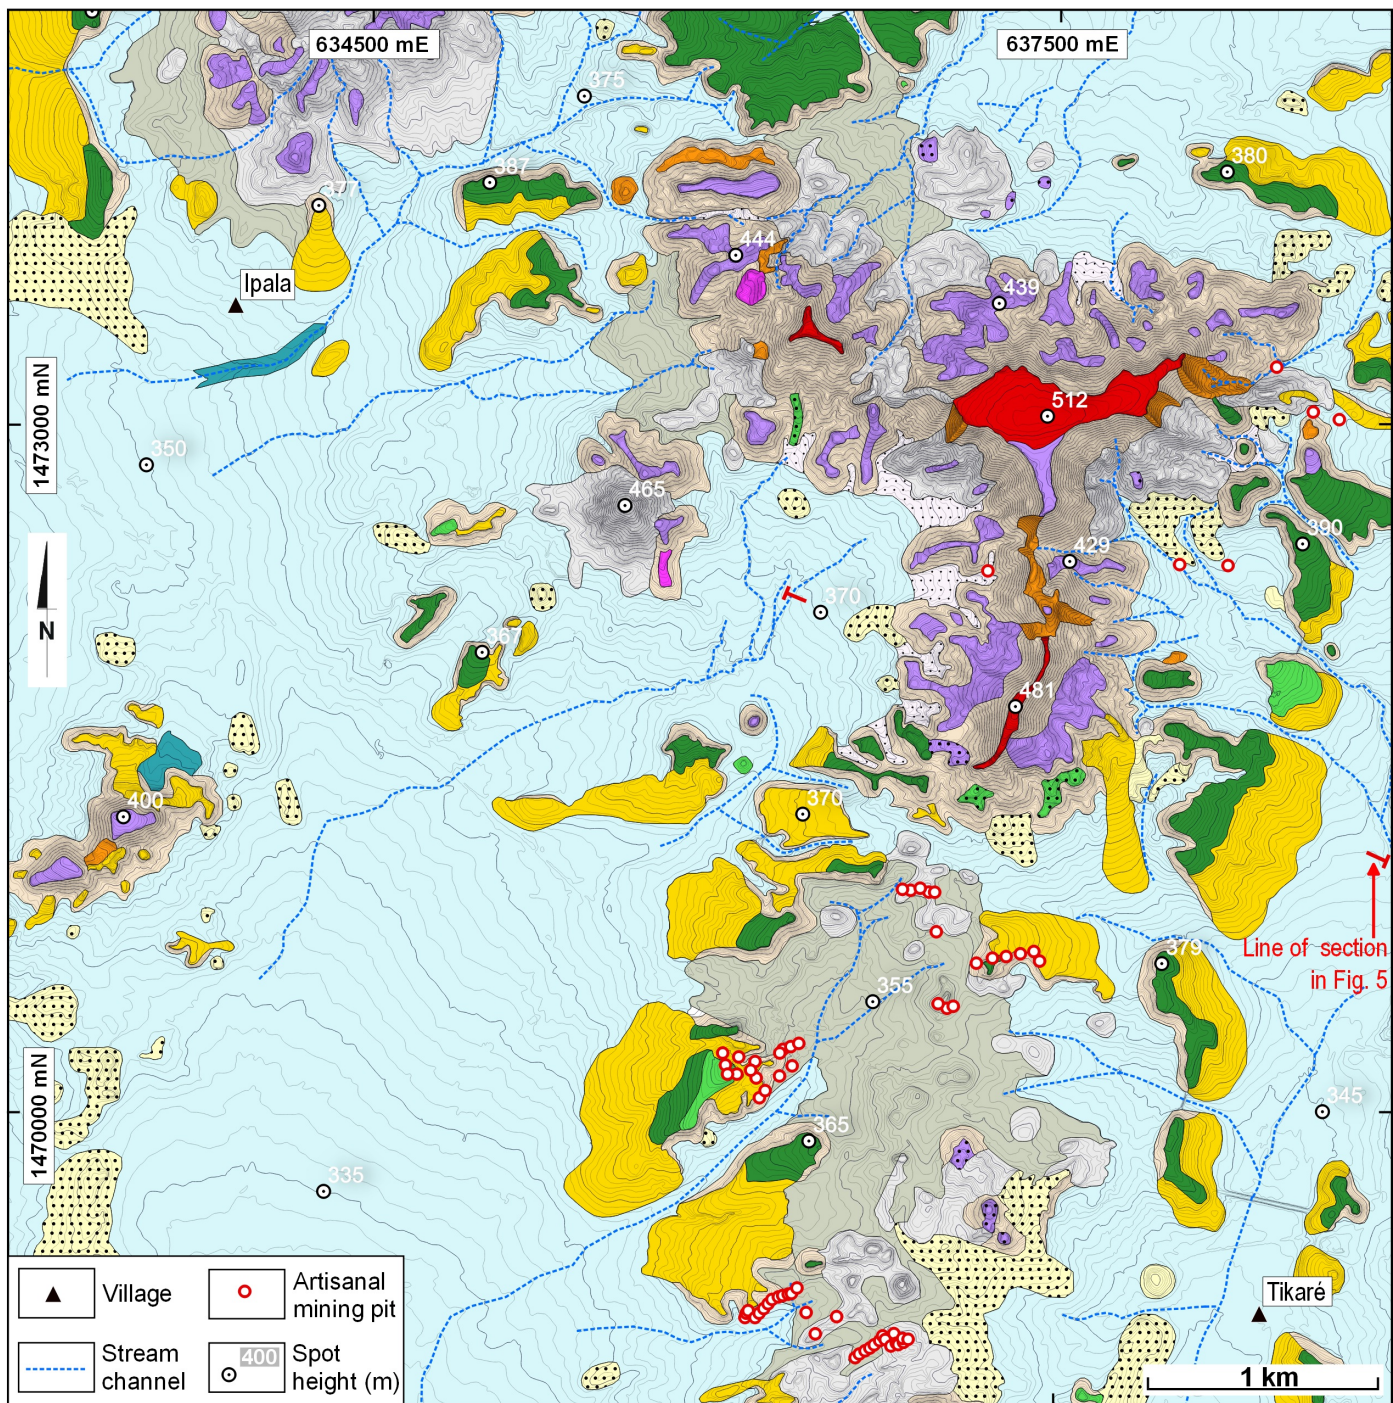 634500 mE
637500 mE
375
380
387
377
444
Ipala
439
1473000 mN
512
350
465
390
429
370
N
367
481
400
370
379
Line of section
in Fig. 5
355
1470000 mN
345
365
335
Village
Artisanal
mining pit
Stream
channel
400
Spot
height (m)
Tikaré
1 km